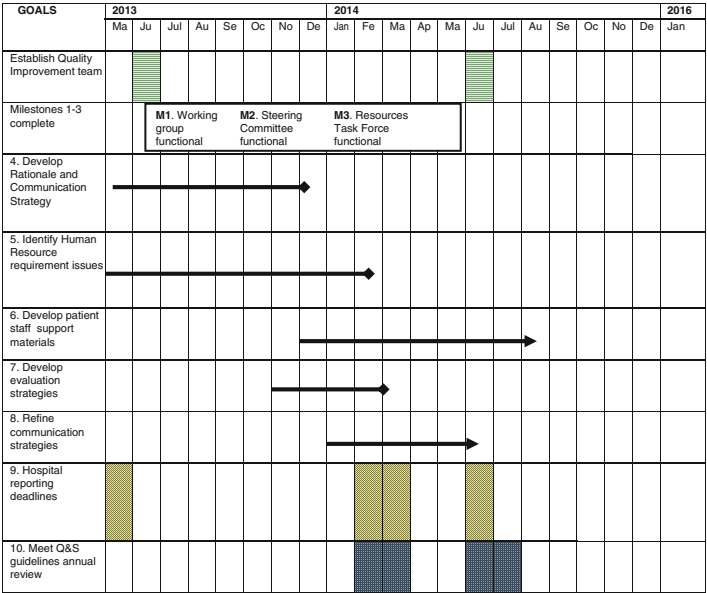 GOALS 2013 2014 2016
Ma Ju Jul Au Se Oc No De Jan Fe Ma Ap Ma Ju Jul Au Se Oc No De Jan
Establish Quality
Improvement team
Milestones 1-3
complete
M1. Working
group
functional
M2. Steering
Committee
functional
M3. Resources
Task Force
functional
4. Develop
Rationale and
Communication
Strategy
5. Identify Human
Resource
requirement issues
6. Develop patient
staff support
materials
7. Develop
evaluation
strategies
8. Refine
communication
strategies
9. Hospital
reporting
deadlines
10. Meet Q&S
guidelines annual
review